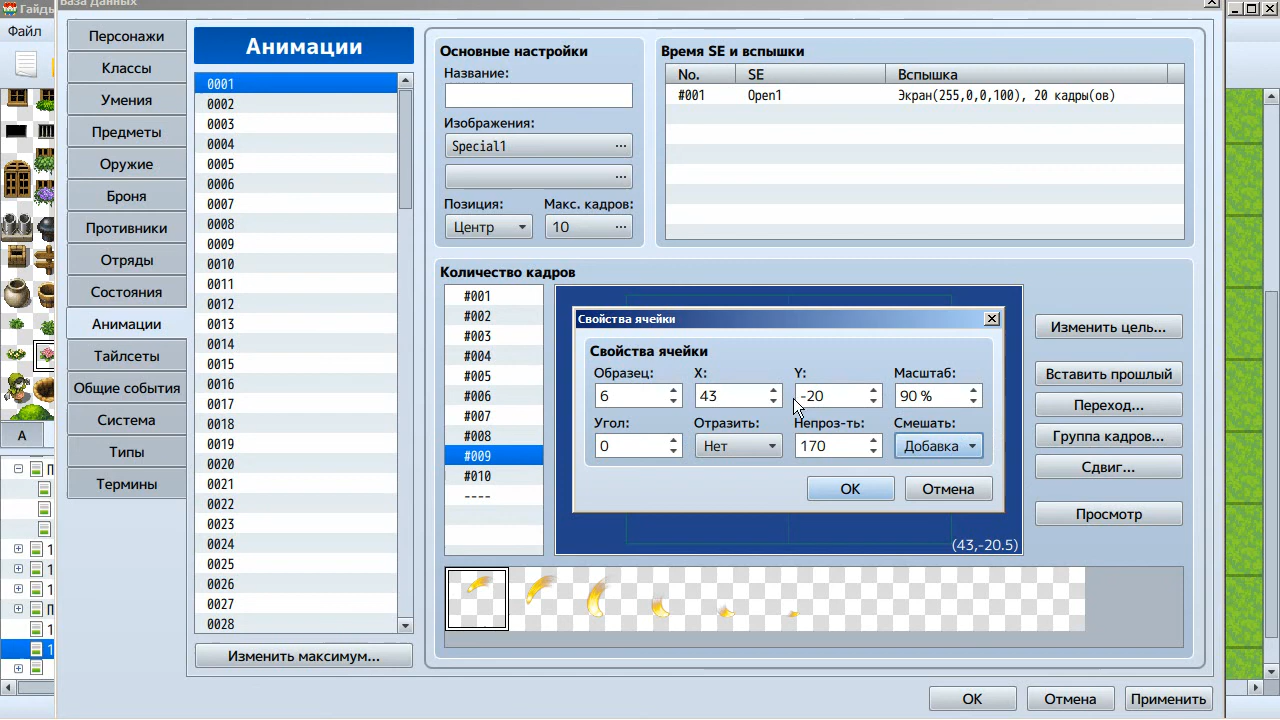 База данных
Гайды
Файл
A
Персонажи
Классы
Умения
Предметы
Оружие
Броня
Противники
Отряды
Состояния
Анимации
Тайлсеты
Общие события
Система
Типы
Термины
Анимации
0001
0002
0003
0004
0005
0006
0007
0008
0009
0010
0011
0012
0013
0014
0015
0016
0017
0018
0019
0020
0021
0022
0023
0024
0025
0026
0027
0028
Изменить максимум...
Основные настройки
Название:
Изображения:
Special1 ...
...
Позиция: Макс. кадров:
Центр 10 ...
Время SE и вспышки
No. SE Вспышка
#001 Open1 Экран(255,0,0,100), 20 кадры(ов)
Количество кадров
#001
#002
#003
#004
#005
#006
#007
#008
#009
#010
----
Свойства ячейки
Свойства ячейки
Образец: X: Y: Масштаб:
6 43 -20 90 %
Угол: Отразить: Непроз-ть: Смешать:
0 Нет 170 Добавка
OK Отмена
(43,-20.5)
Изменить цель...
Вставить прошлый
Переход...
Группа кадров...
Сдвиг...
Просмотр
OK Отмена Применить